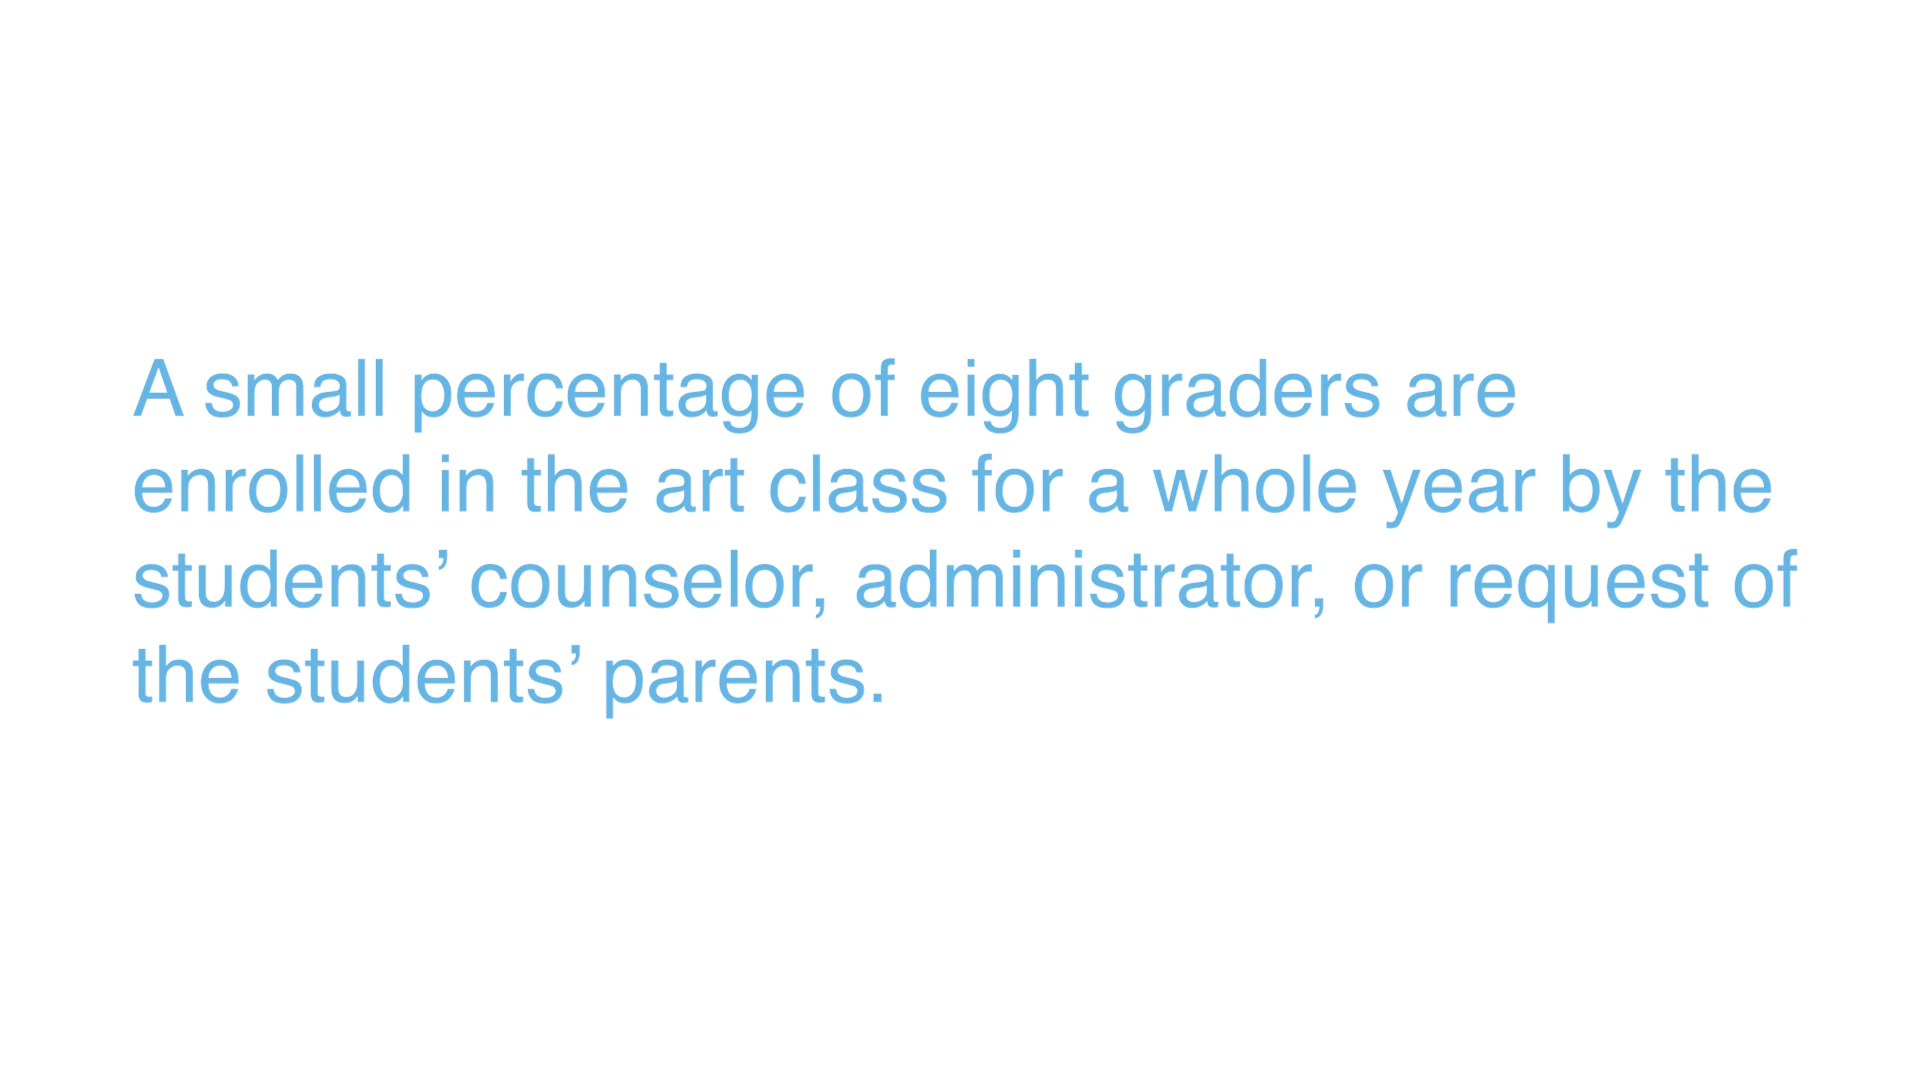 A small percentage of eight graders are
enrolled in the art class for a whole year by the
students’ counselor, administrator, or request of
the students’ parents.